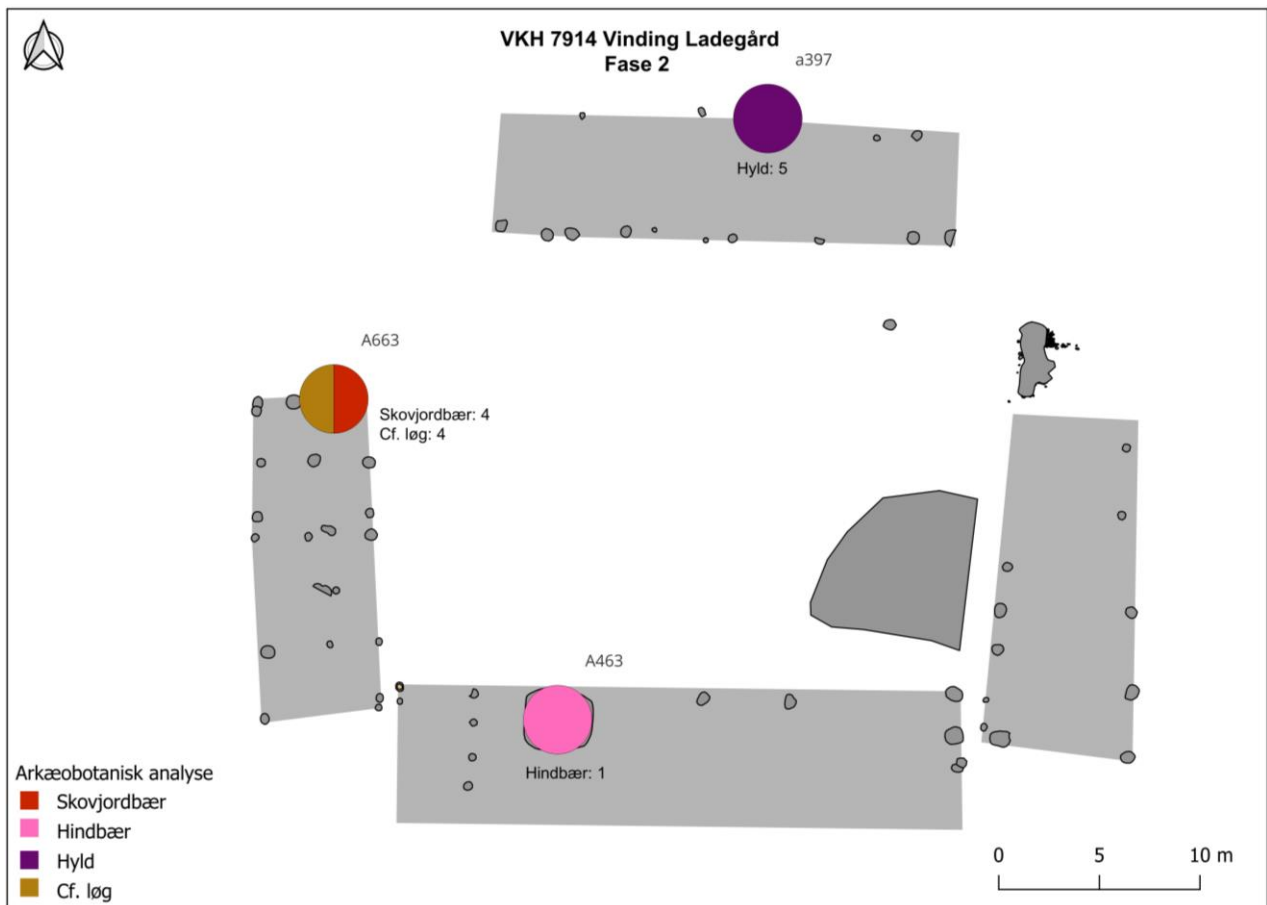 VKH 7914 Vinding Ladegård
Fase 2
a397
Hyld: 5
A663
Skovjordbær: 4
Cf. løg: 4
A463
Hindbær: 1
Arkæobotanisk analyse
Skovjordbær
Hindbær
Hyld
Cf. løg
0 5 10 m